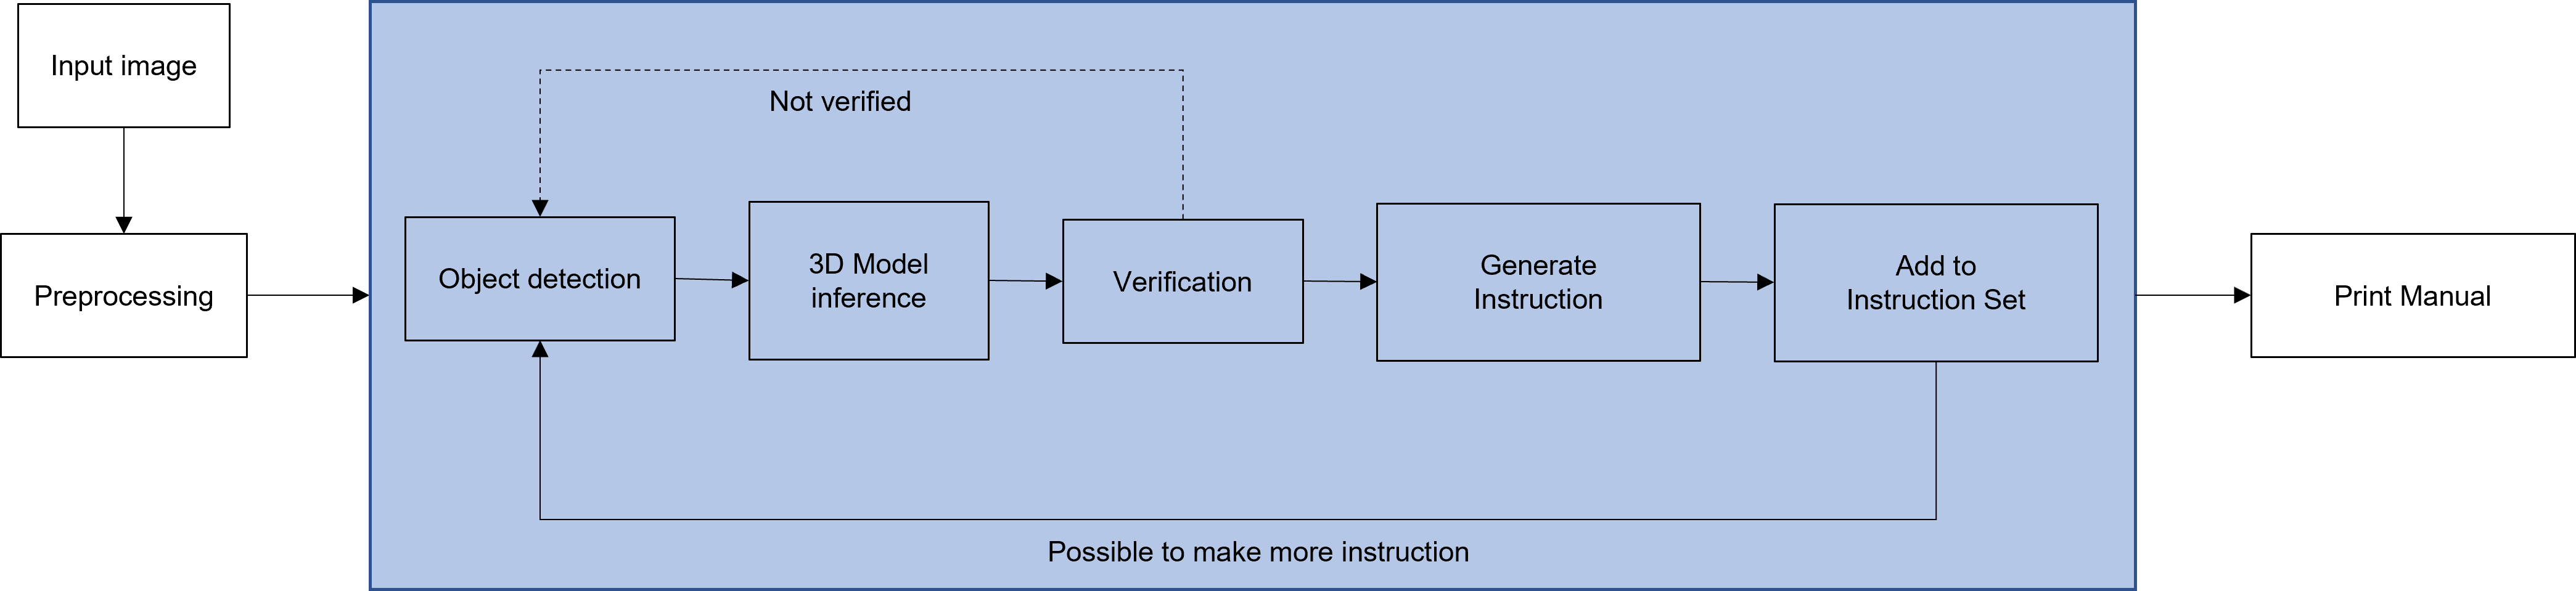 Input image
Preprocessing
Not verified
Object detection
3D Model
inference
Verification
Generate
Instruction
Add to
Instruction Set
Possible to make more instruction
Print Manual